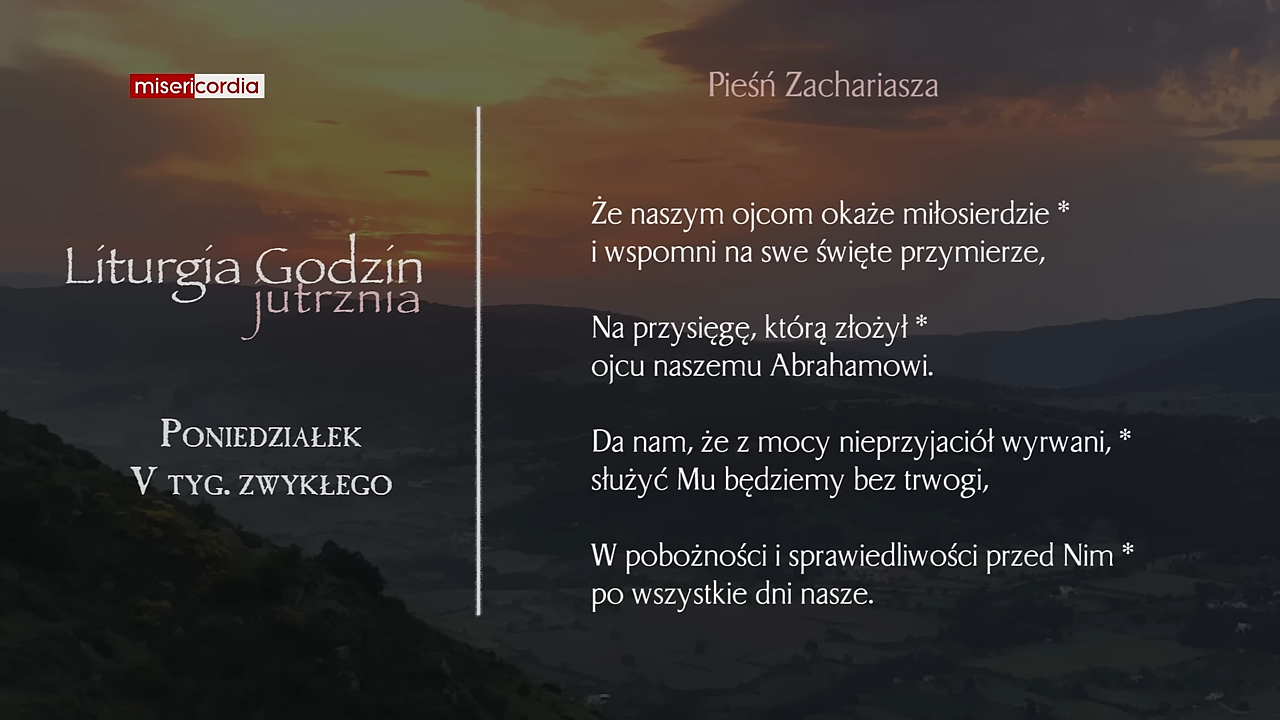 misericordia
Liturgia Godzin
jutrznia
Poniedziałek
V tyg. zwykłego
Pieśń Zachariasza
Że naszym ojcom okaże miłosierdzie *
i wspomni na swe święte przymierze,
Na przysięgę, którą złożył *
ojcu naszemu Abrahamowi.
Da nam, że z mocy nieprzyjaciół wyrwani, *
służyć Mu będziemy bez trwogi,
W pobożności i sprawiedliwości przed Nim *
po wszystkie dni nasze.